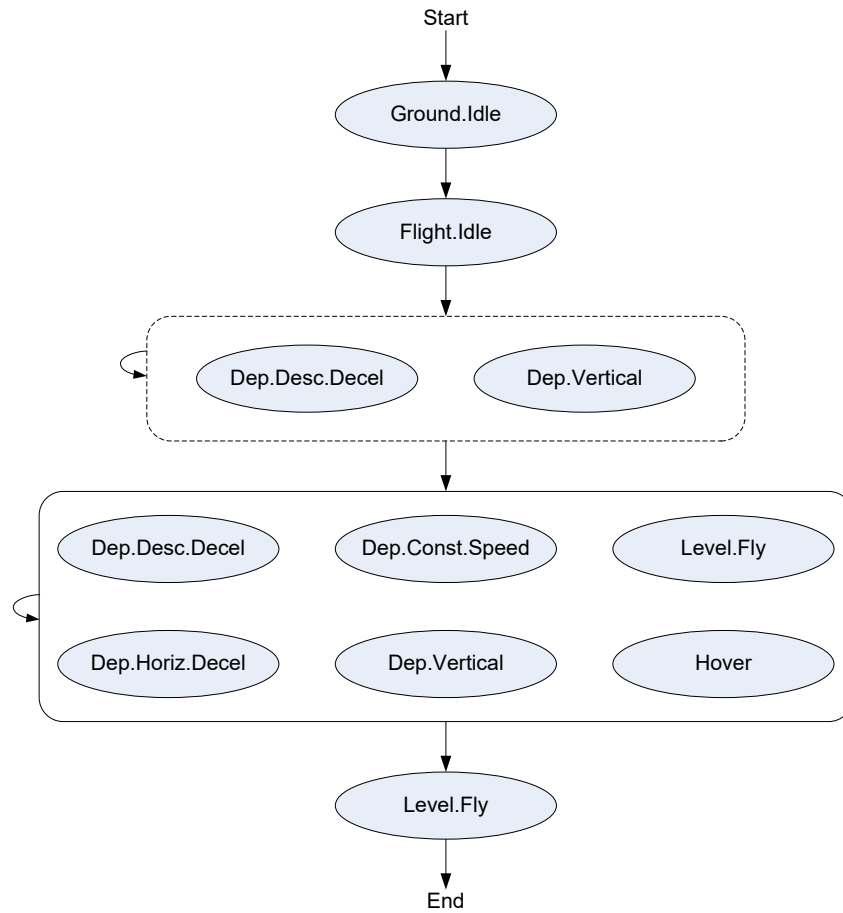 Start
Ground.Idle
Flight.Idle
Dep.Desc.Decel
Dep.Vertical
Dep.Desc.Decel
Dep.Const.Speed
Level.Fly
Dep.Horiz.Decel
Dep.Vertical
Hover
Level.Fly
End